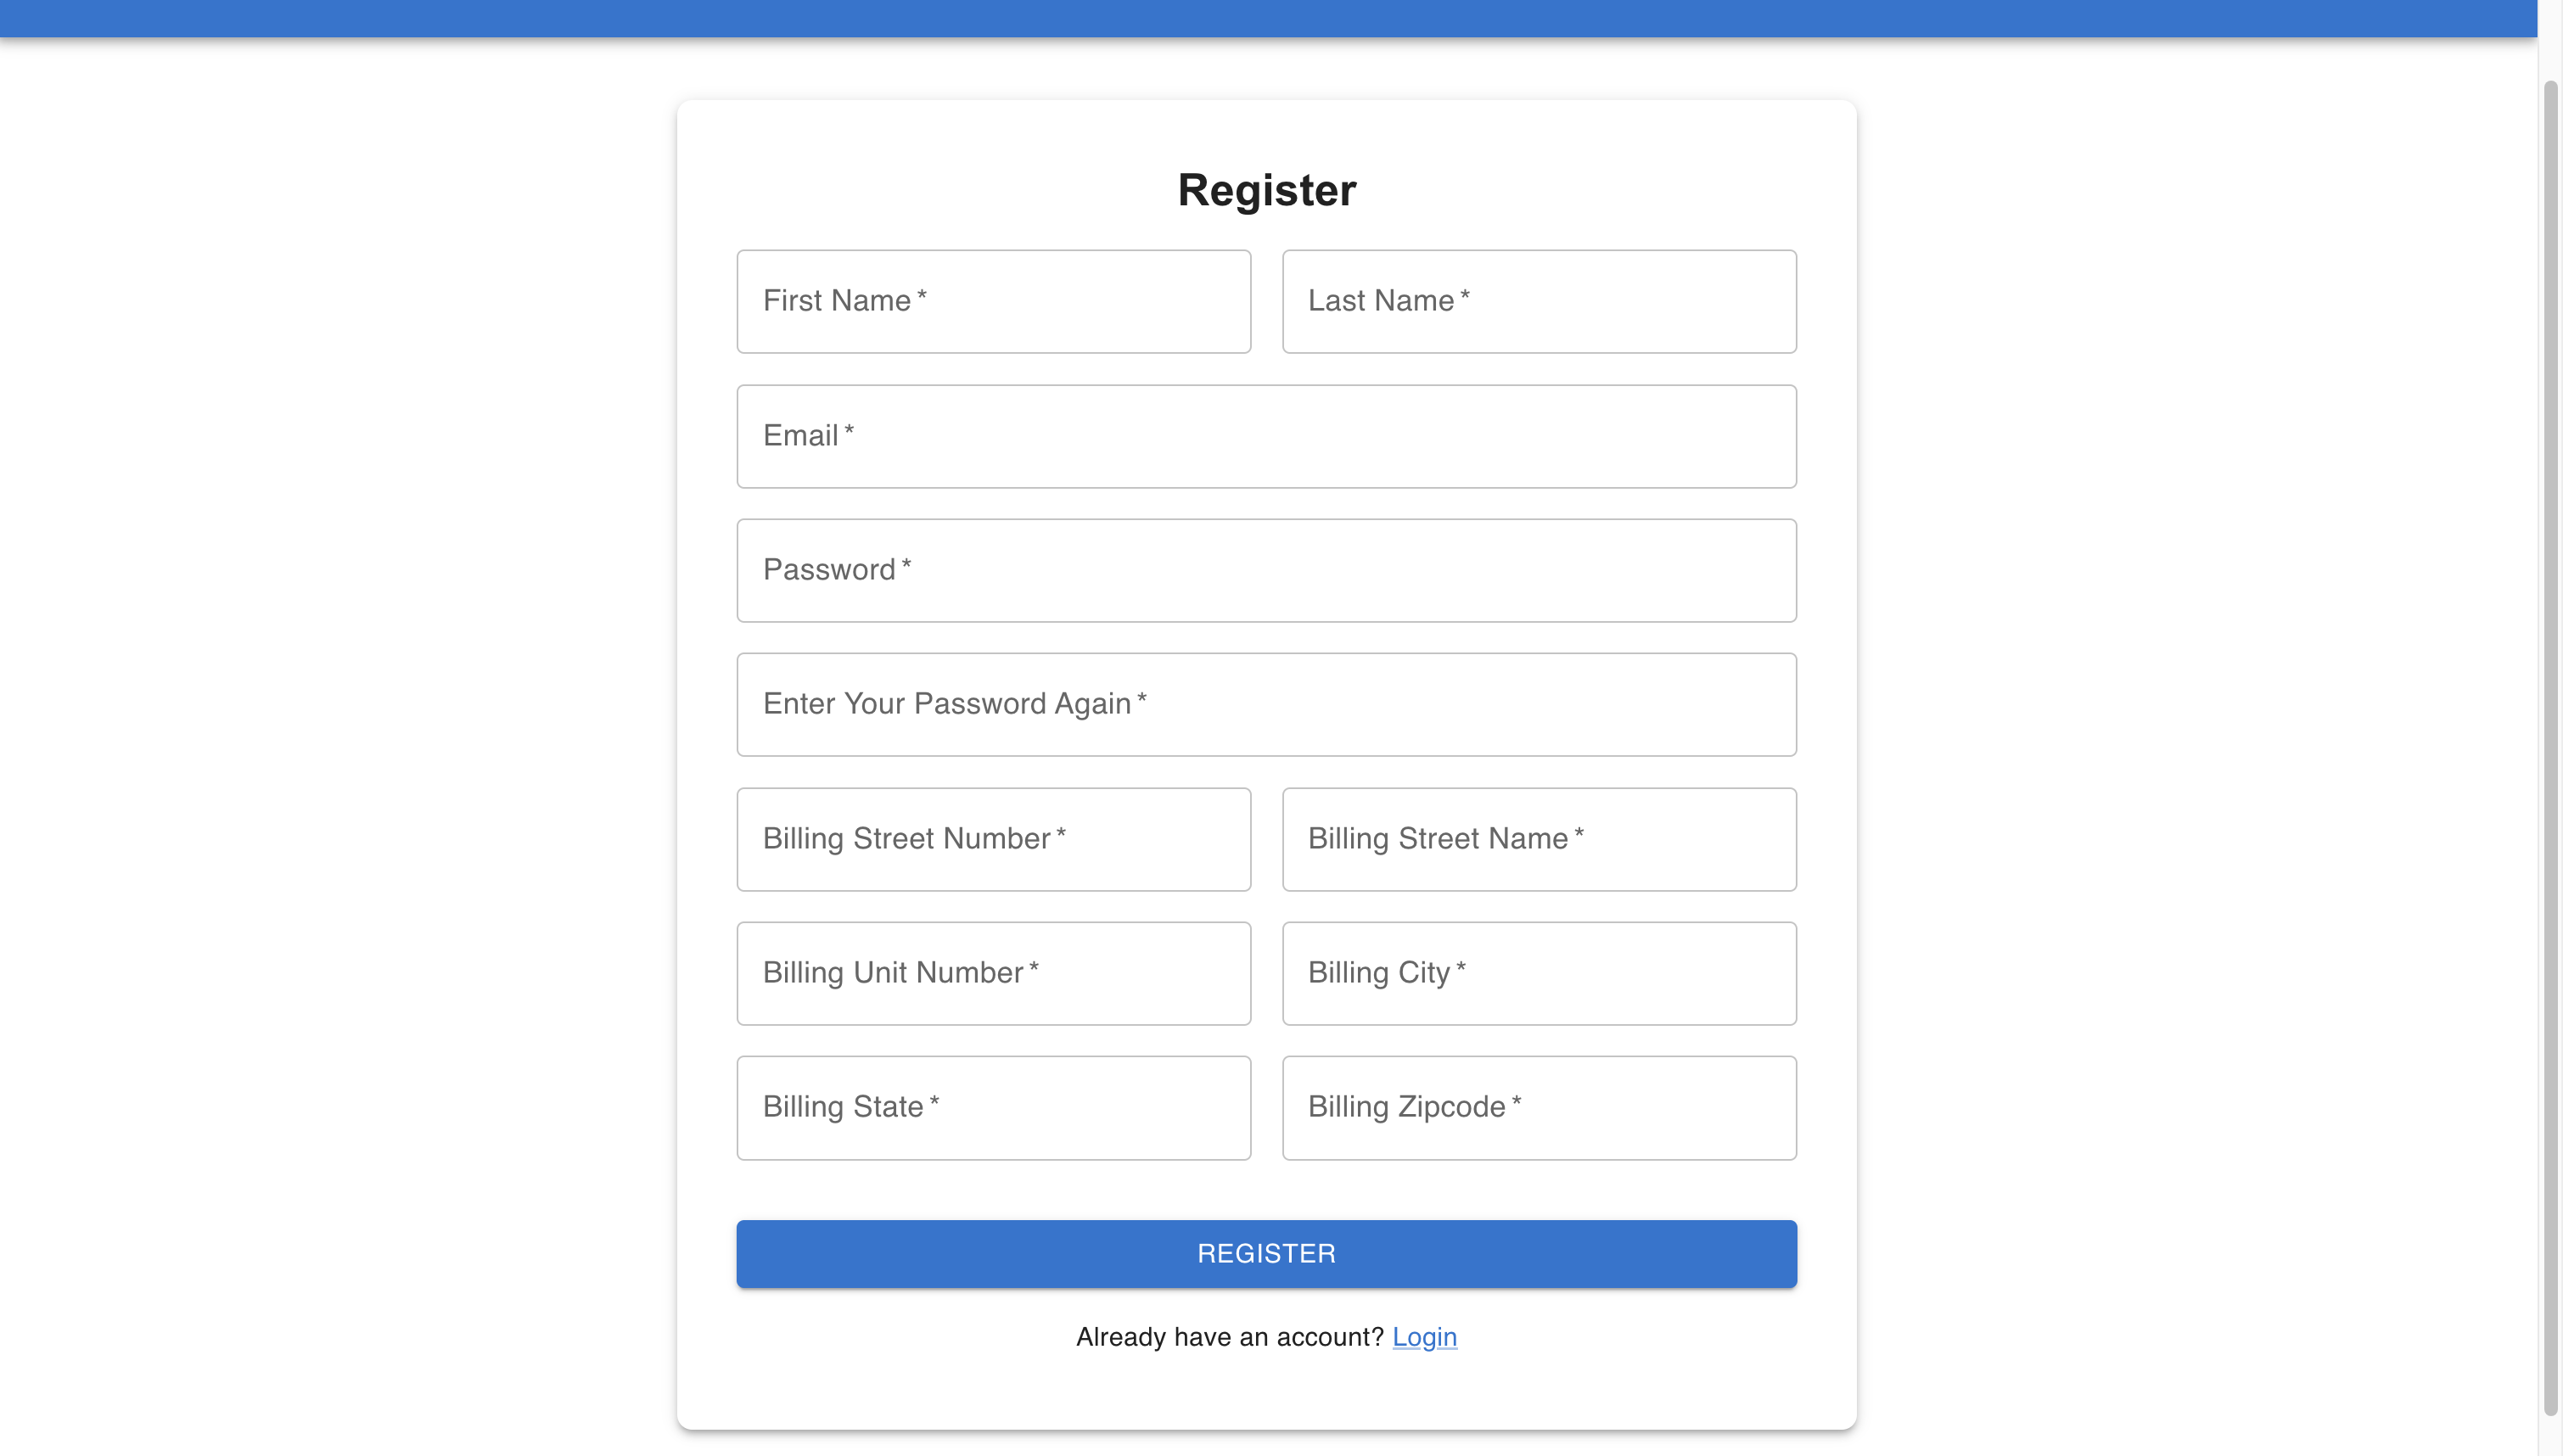 Register
First Name *
Last Name *
Email *
Password *
Enter Your Password Again *
Billing Street Number *
Billing Street Name *
Billing Unit Number *
Billing City *
Billing State *
Billing Zipcode *
REGISTER
Already have an account? Login